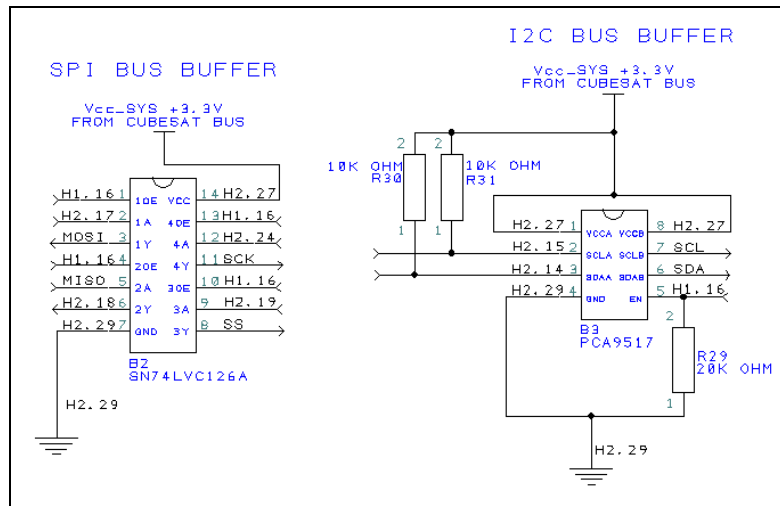 SPI BUS BUFFER
Vcc_SYS +3.3V
FROM CUBESAT BUS
H1.16 1 1OE VCC 14 H2.27
H2.17 2 1A 4OE 13 H1.16
MOSI 3 1Y 4A 12 H2.24
H1.16 4 2OE 4Y 11 SCK
MISO 5 2A 3OE 10 H1.16
H2.18 6 2Y 3A 9 H2.19
H2.29 7 GND 3Y 8 SS
B2
SN74LVC126A
H2.29
I2C BUS BUFFER
Vcc_SYS +3.3V
FROM CUBESAT BUS
2 2
10K OHM 10K OHM
R30 R31
1 1
H2.27 1 VCCA VCCB 8 H2.27
H2.15 2 SCLA SCLB 7 SCL
H2.14 3 SDAA SDAB 6 SDA
H2.29 4 GND EN 5 H1.16
B3
PCA9517
2
R29
20K OHM
1
H2.29